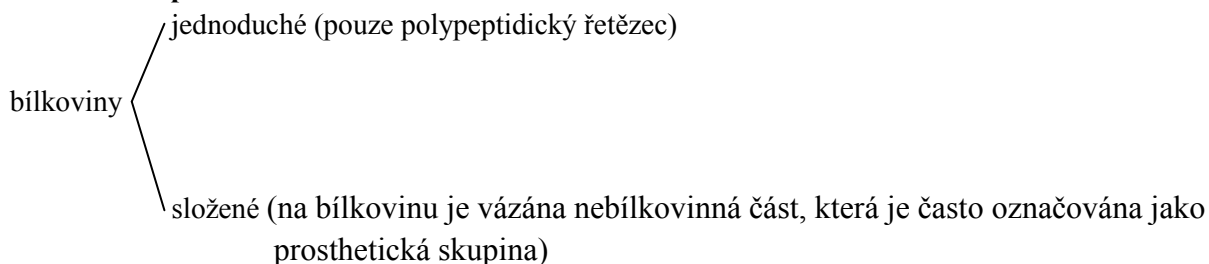 jednoduché (pouze polypeptidický řetězec)
bílkoviny
složené (na bílkovinu je vázána nebílkovinná část, která je často označována jako
prosthetická skupina)